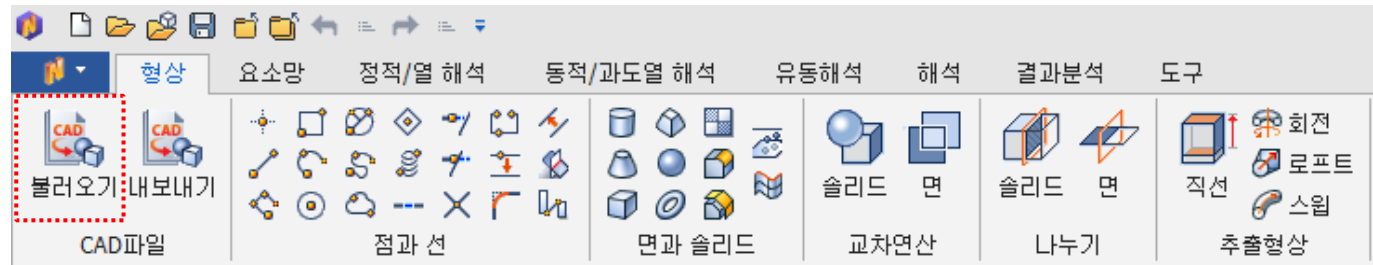 형상 요소망 정적/열 해석 동적/과도열 해석 유동해석 해석 결과분석 도구
CAD CAD
불러오기 내보내기 솔리드 면 솔리드 면 직선 회전
로프트
스윕
CAD파일 점과 선 면과 솔리드 교차연산 나누기 추출형상